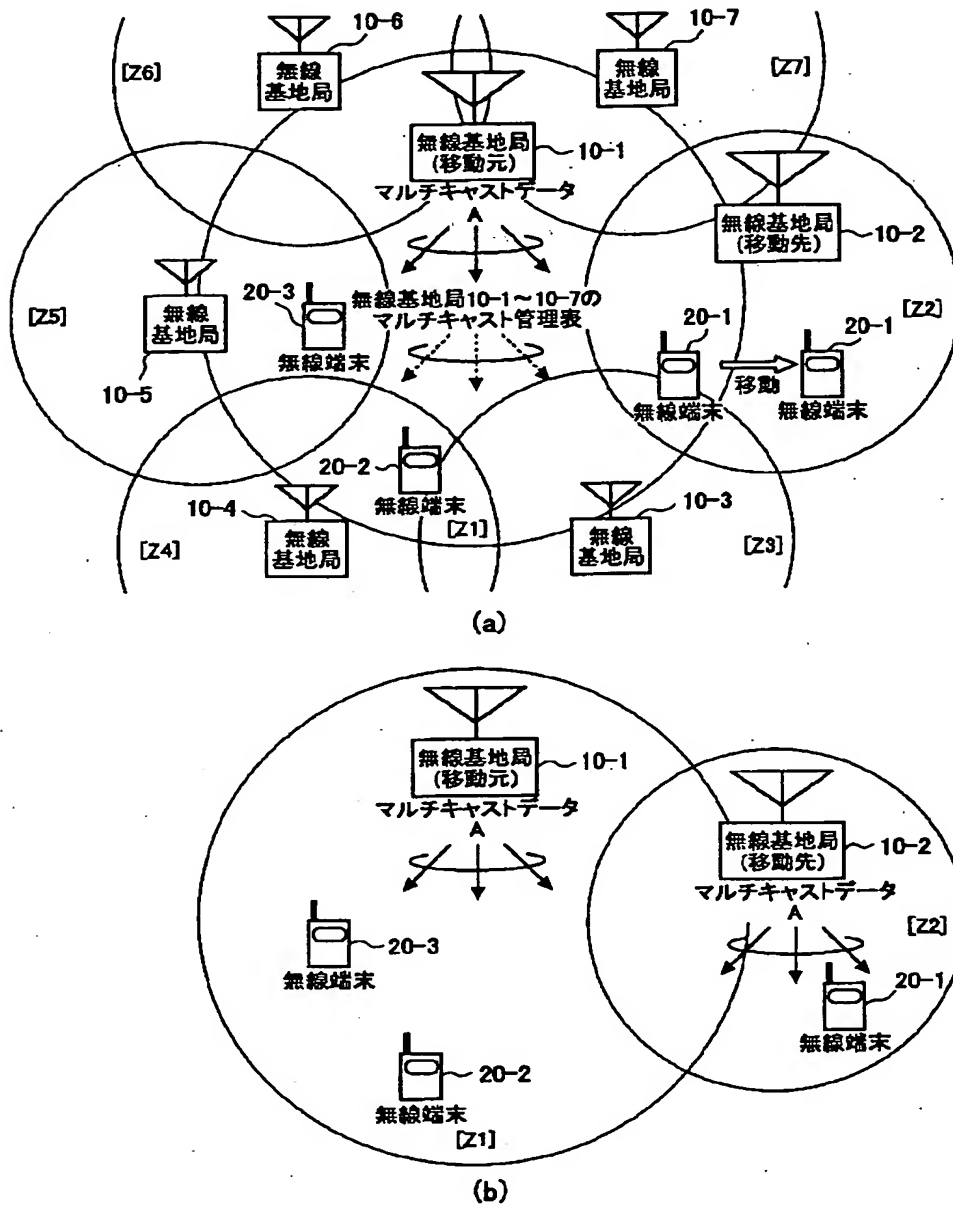 10-6
10-7
[Z6]
[Z7]
無線
基地局
無線
基地局
無線基地局
(移動元)
10-1
マルチキャストデータ
A
無線基地局
(移動先)
10-2
[Z5]
無線
基地局
10-5
20-3
無線端末
無線基地局10-1~10-7の
マルチキャスト管理表
[Z2]
20-1
20-1
移動
無線端末
無線端末
20-2
無線端末
10-4
無線
基地局
[Z4]
[Z1]
10-3
無線
基地局
[Z3]
(a)
無線基地局
(移動元)
10-1
マルチキャストデータ
A
無線基地局
(移動先)
10-2
マルチキャストデータ
A
[Z2]
20-3
無線端末
20-1
無線端末
20-2
無線端末
[Z1]
(b)